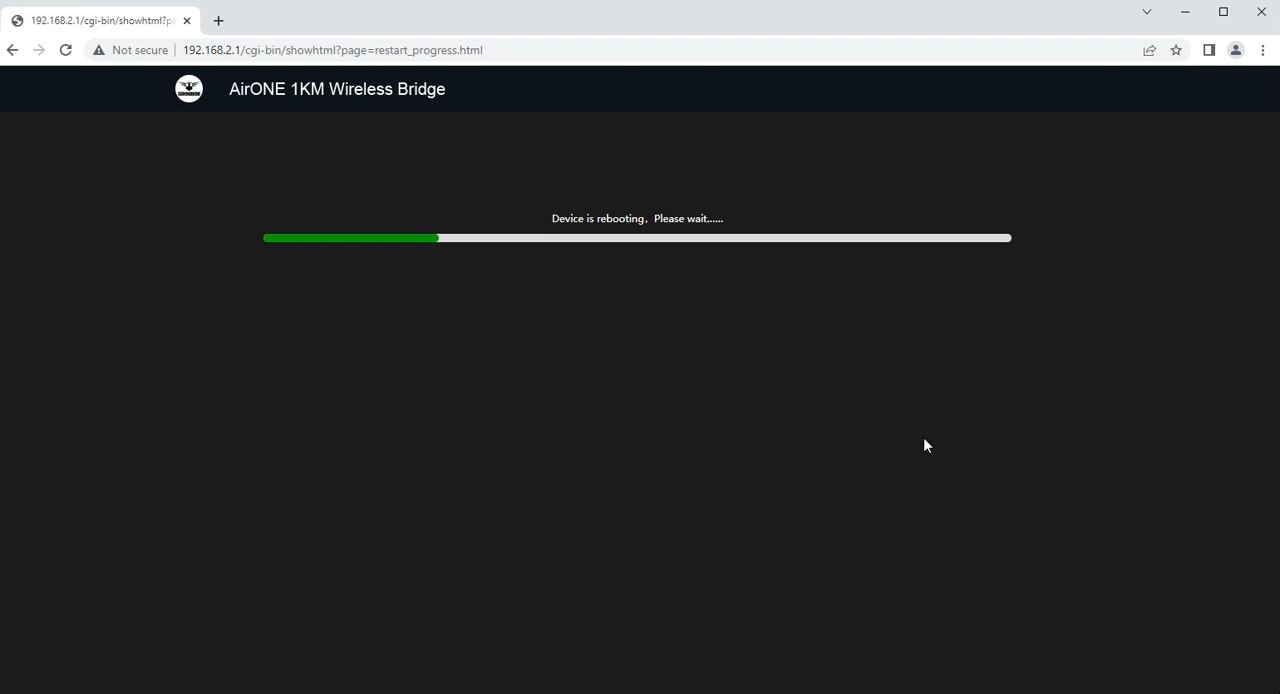 192.168.2.1/cgi-bin/showhtml?pa
Not secure
192.168.2.1/cgi-bin/showhtml?page=restart_progress.html
AirONE 1KM Wireless Bridge
Device is rebooting，Please wait......